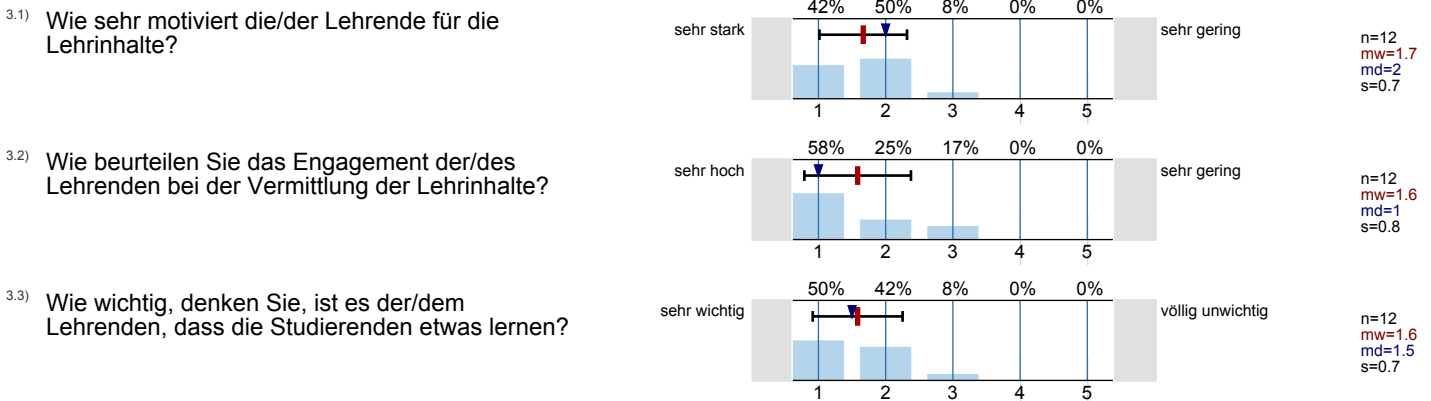 3.1) Wie sehr motiviert die/der Lehrende für die
Lehrinhalte?
42% 50% 8% 0% 0%
sehr stark
sehr gering
1 2 3 4 5
n=12
mw=1.7
md=2
s=0.7
3.2) Wie beurteilen Sie das Engagement der/des
Lehrenden bei der Vermittlung der Lehrinhalte?
58% 25% 17% 0% 0%
sehr hoch
sehr gering
1 2 3 4 5
n=12
mw=1.6
md=1
s=0.8
3.3) Wie wichtig, denken Sie, ist es der/dem
Lehrenden, dass die Studierenden etwas lernen?
50% 42% 8% 0% 0%
sehr wichtig
völlig unwichtig
1 2 3 4 5
n=12
mw=1.6
md=1.5
s=0.7